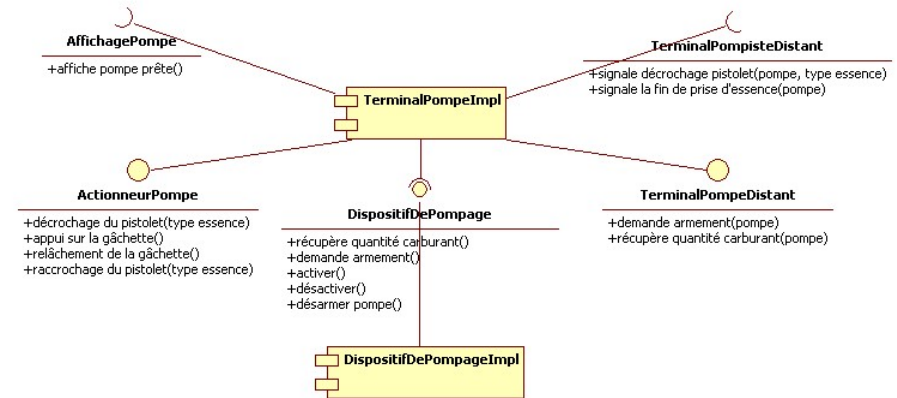 AffichagePompe
+affiche pompe prête()
TerminalPompisteDistant
+signale décrochage pistolet(pompe, type essence)
+signale la fin de prise d'essence(pompe)
TerminalPompeImpl
ActionneurPompe
+décrochage du pistolet(type essence)
+appui sur la gâchette()
+relâchement de la gâchette()
+raccrochage du pistolet(type essence)
DispositifDePompage
+récupère quantité carburant()
+demande armement()
+activer()
+désactiver()
+désarmer pompe()
TerminalPompeDistant
+demande armement(pompe)
+récupère quantité carburant(pompe)
DispositifDePompageImpl